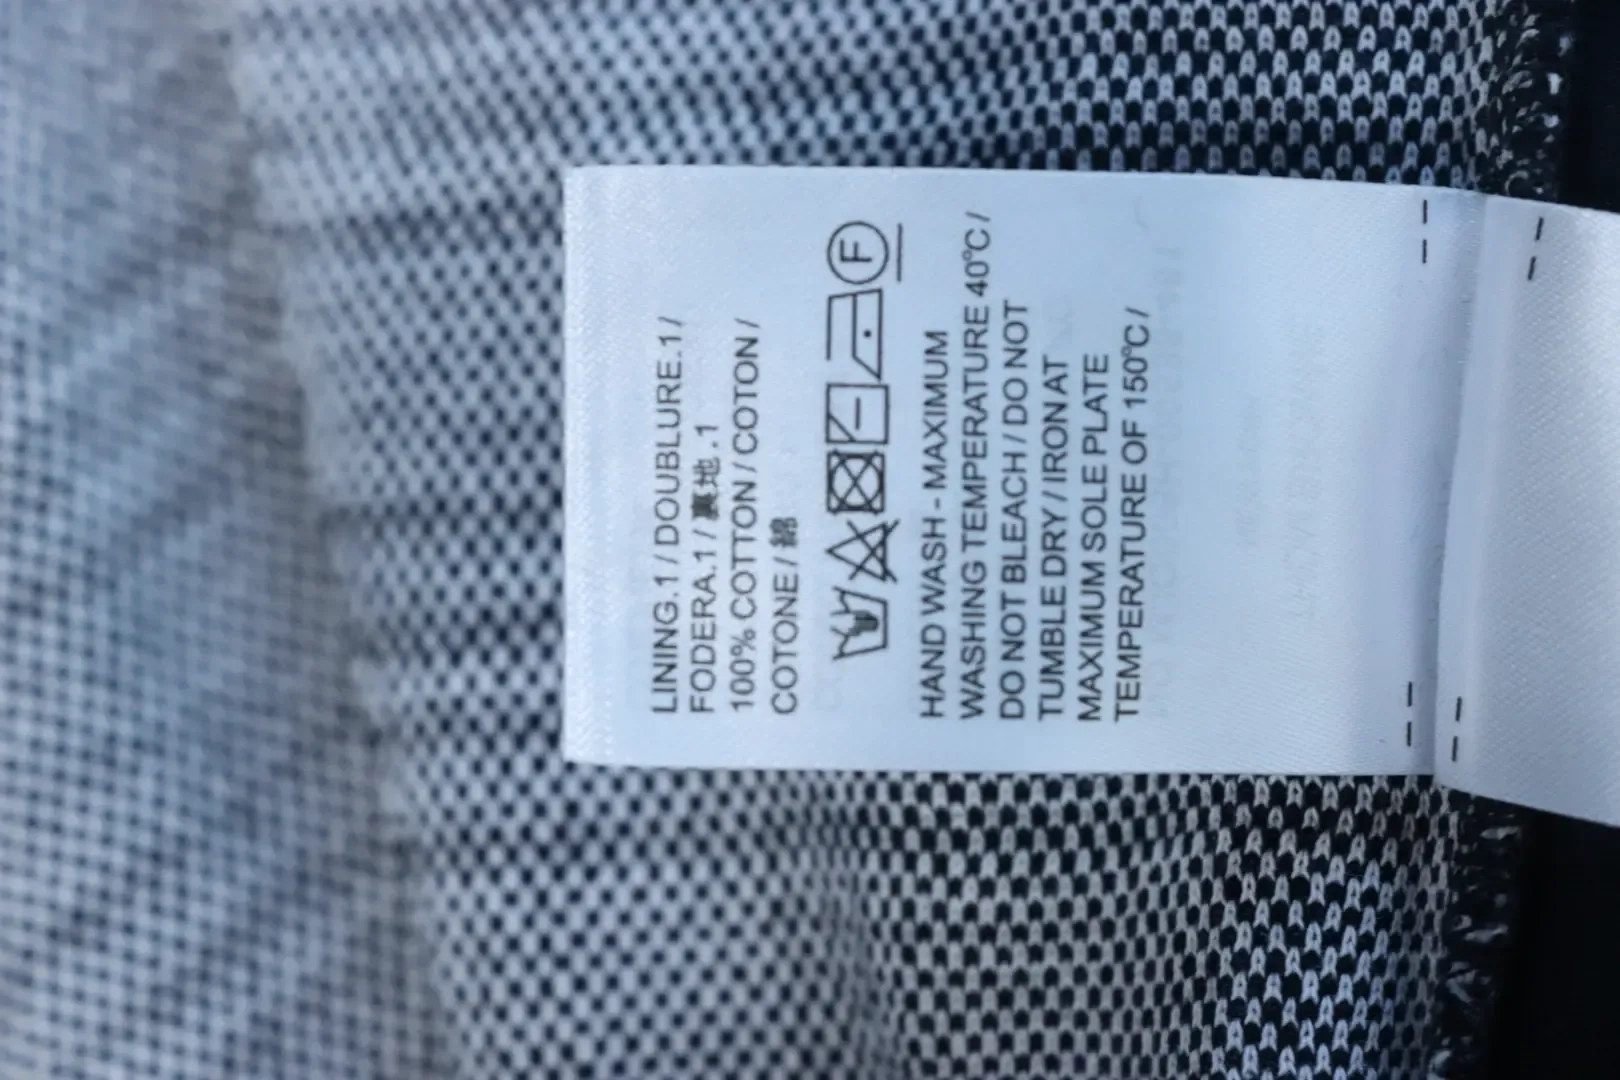 LINING.1 / DOUBLURE.1 /
FODERA.1 / 裏地 .1
100% COTTON / COTON /
COTONE / 綿
F
HAND WASH - MAXIMUM
WASHING TEMPERATURE 40°C /
DO NOT BLEACH / DO NOT
TUMBLE DRY / IRON AT
MAXIMUM SOLE PLATE
TEMPERATURE OF 150°C /